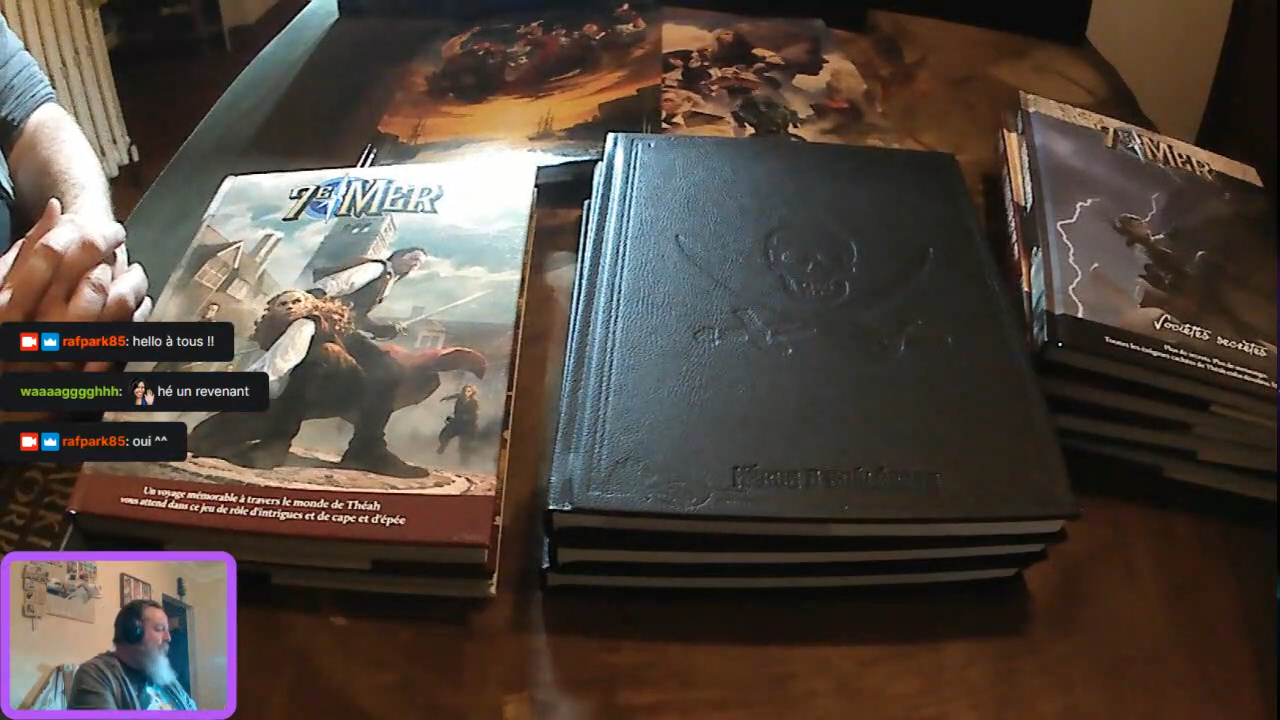 7E MER
7E MER
Sociétés secrètes
hello à tous !!
rafpark85:
waaaagggghhh: hé un revenant
rafpark85: oui ^^
Un voyage mémorable à travers le monde de Théah
vous attend dans ce jeu de rôle d'intrigues et de cape et d'épée